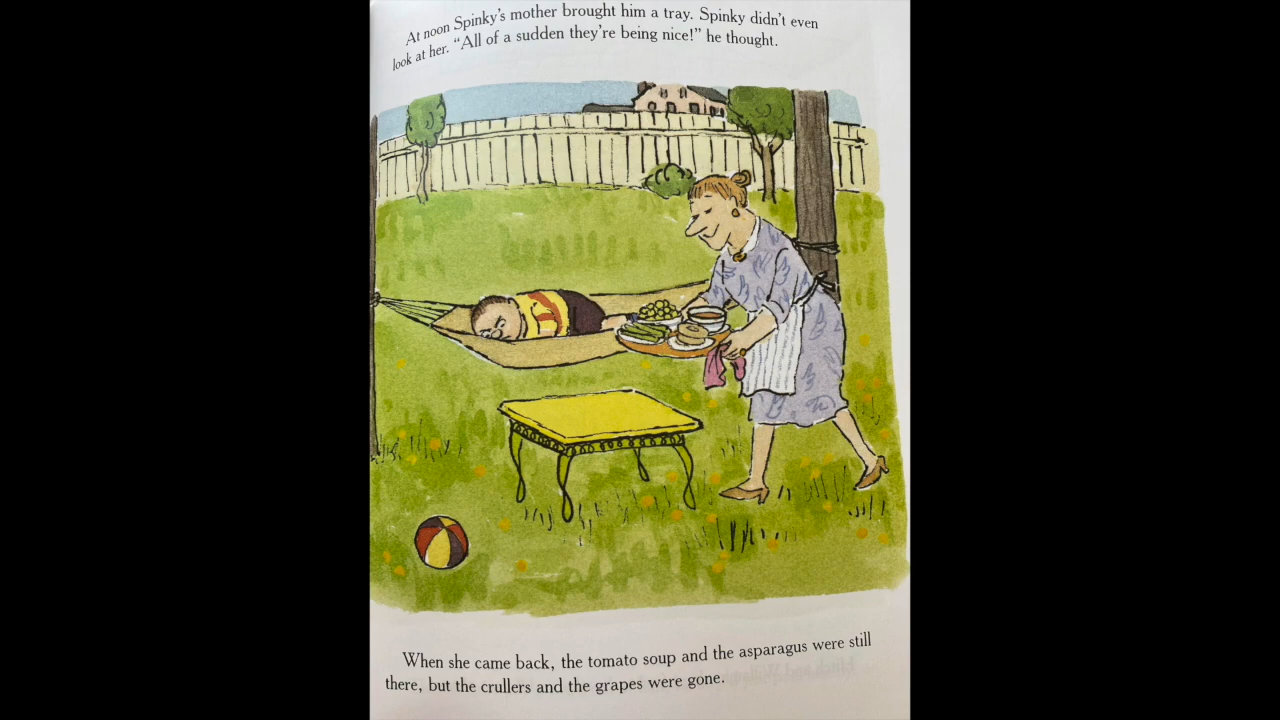 At noon Spinky's mother brought him a tray. Spinky didn't even
look at her. “All of a sudden they're being nice!” he thought.
When she came back, the tomato soup and the asparagus were still
there, but the crullers and the grapes were gone.